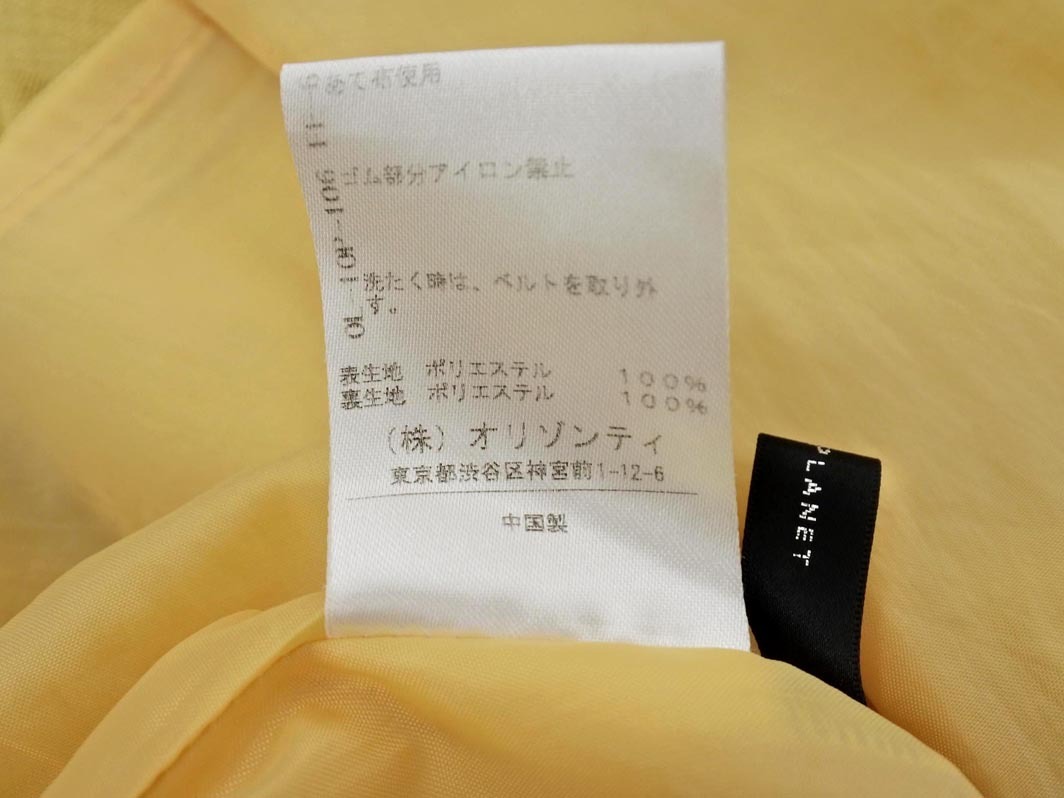 あて布使用
ゴム部分アイロン禁止
洗たく時は、ベルトを取り外
す。
表生地 ポリエステル 100%
裏生地 ポリエステル 100%
(株) オリゾンティ
東京都渋谷区神宮前1-12-6
中国製
PLANET